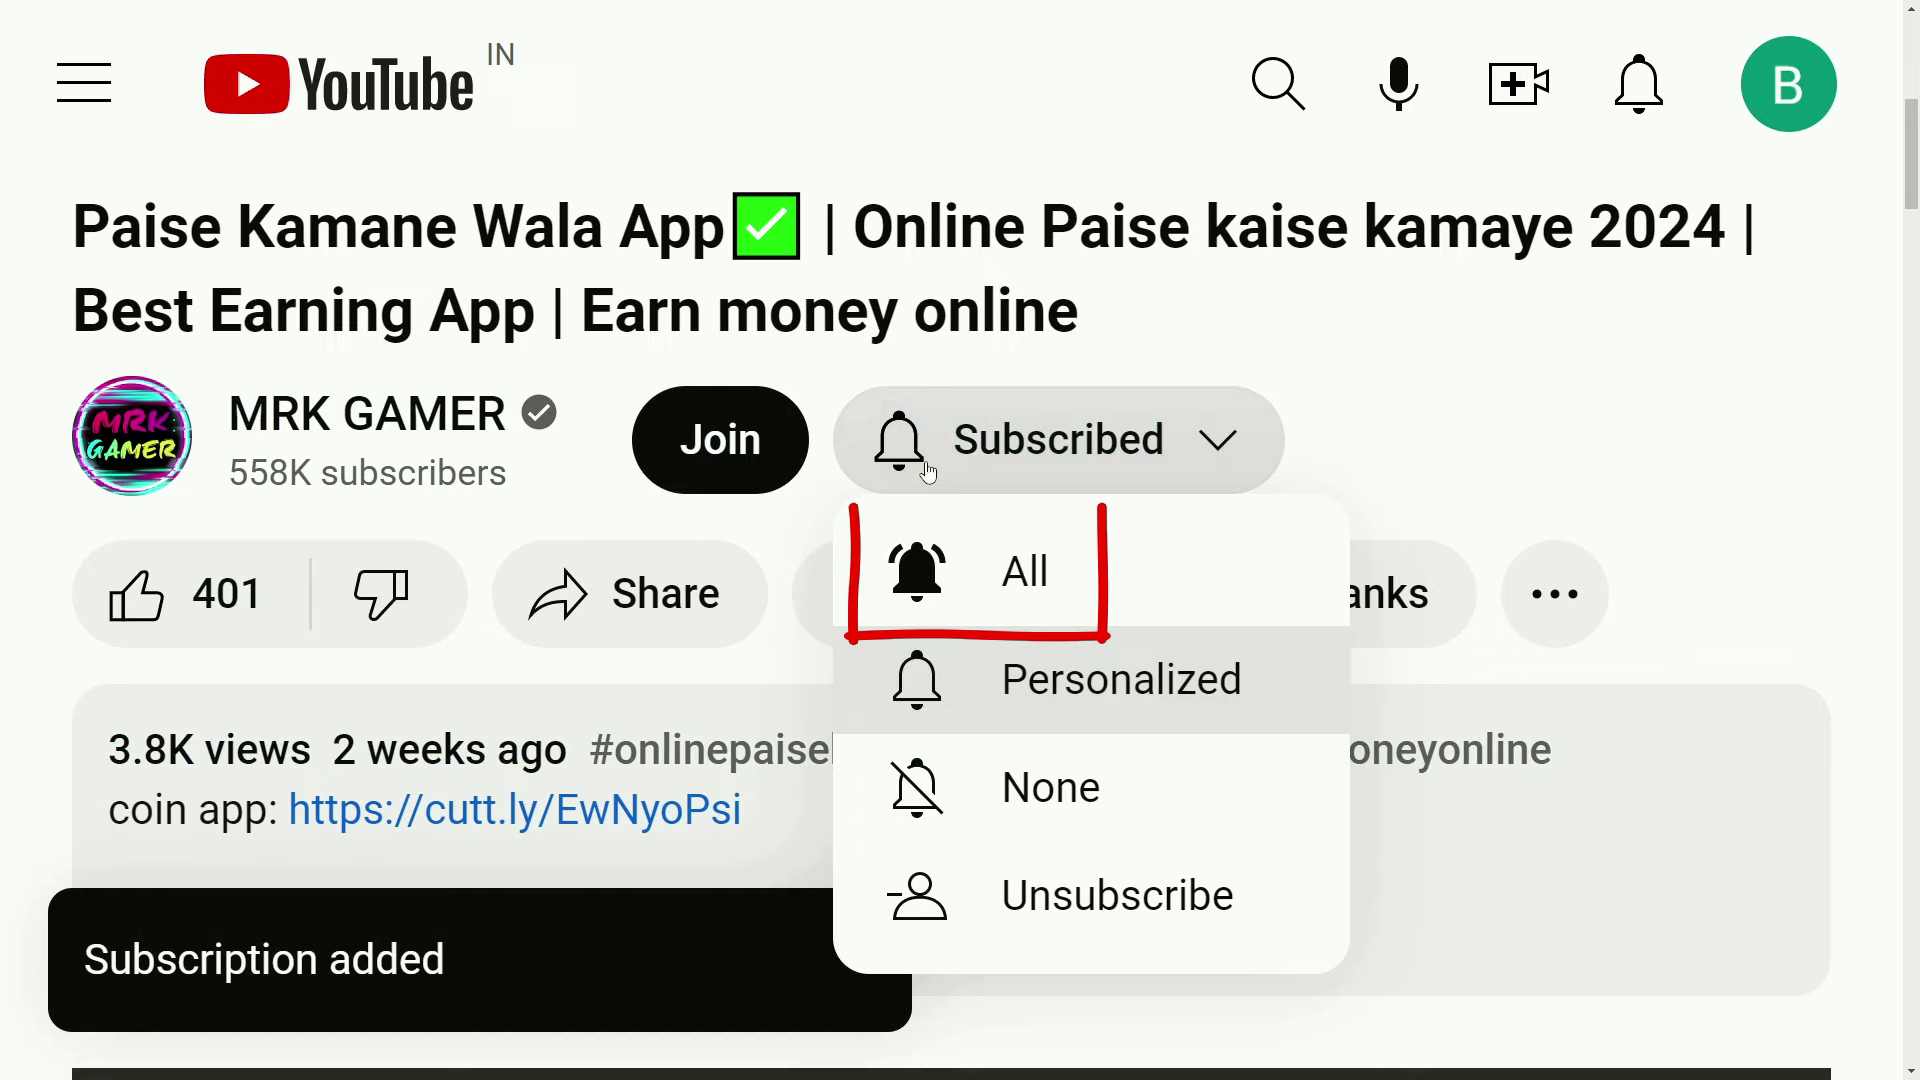 YouTube IN
B
Paise Kamane Wala App✅ | Online Paise kaise kamaye 2024 |
Best Earning App | Earn money online
MRK GAMER
MRK GAMER
558K subscribers
Join
Subscribed
401
Share
anks
All
Personalized
None
Unsubscribe
3.8K views 2 weeks ago #onlinepaise oneyonline
coin app: https://cutt.ly/EwNyoPsi
Subscription added